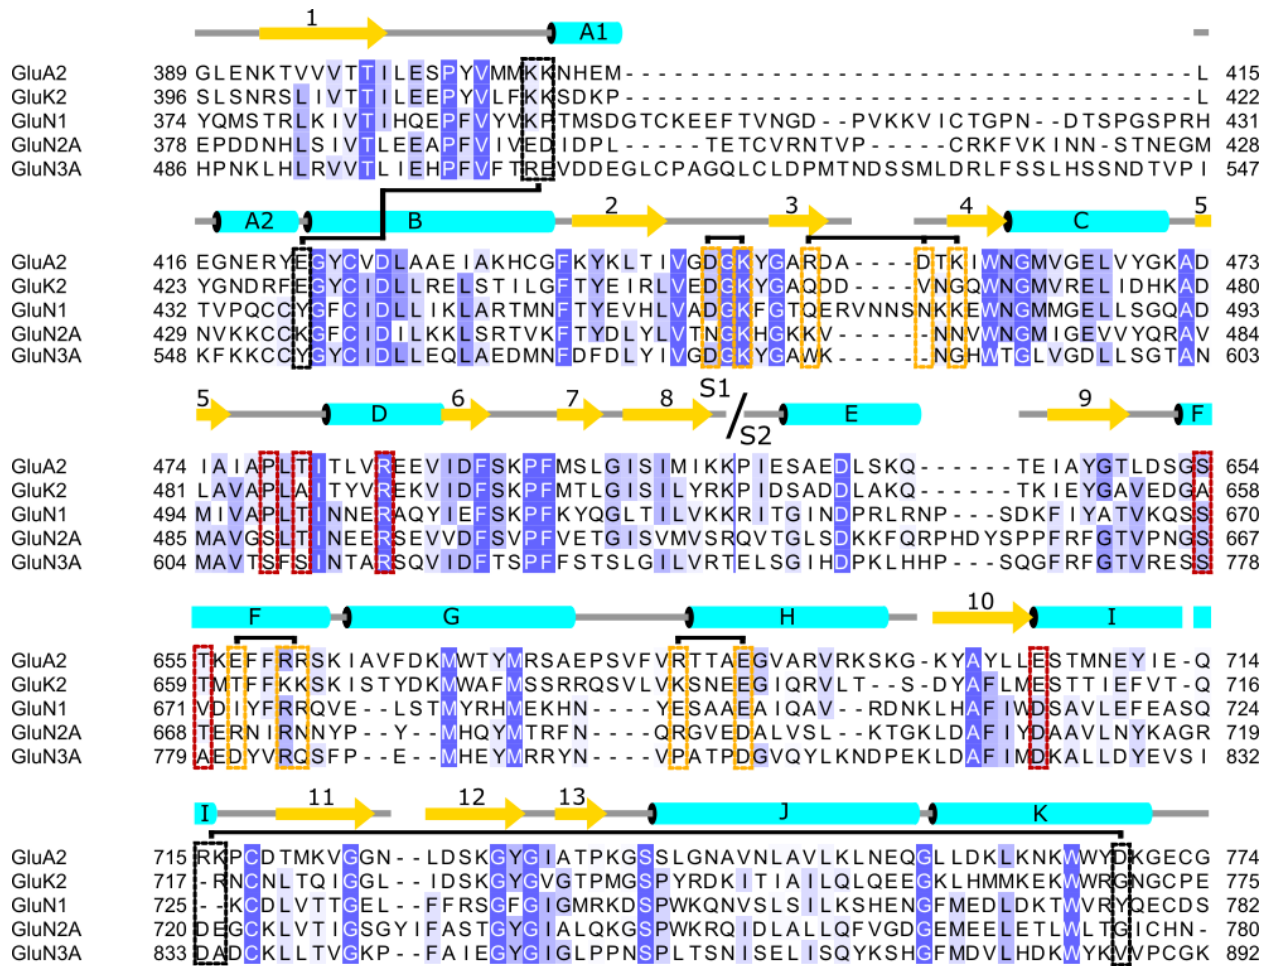 1 A1
GluA2 389 GLENKTVVVTTILESPYVMMKKNHEM-----------------------------------L 415
GluK2 396 SLSNRSLIVTTILEEPYVLFKKSDKP-----------------------------------L 422
GluN1 374 YQMSTRLKIVTIHQEPFVYVKPTMSDGTCKEEFTVNGD--PVKKVICTGPN--DTSPGSPRH 431
GluN2A 378 EPDDNHLSIVTLEEAPFVIVEDIDPL----TETCVRNTVP------CRKFVKINN-STNEGM 428
GluN3A 486 HPNKLHLRVVTLIEHPFVFTREVDDEGLCPAGQLCLDPMTNDSSMLDRLFSSLHSSNDTVPI 547
A2 B 2 3 4 C 5
GluA2 416 EGNERYEGYCVDLAAEIAKHCGFKYKLTIVGDGKYGARDA----DTKIWNGMVGELVYGKAD 473
GluK2 423 YGNDRFEGYCIDLLRELSTILGFTYEIRLVEDGKYGAQDD----VNGQWNGMVRELIDHKAD 480
GluN1 432 TVPQCCYGFCIDLLIKLARTMNFTYEVHLVADGKFGTQERVNNSNKKEWNGMMGELLSGQAD 493
GluN2A 429 NVKKCCKGFCIDILKKLSRTVKFTYDLYLVTNGKHGKKV------NNVWNGMIGEVVYQRAV 484
GluN3A 548 KFKKCCYGYCIDLLEQLAEDMNFDFDLYIVGDGKYGAWK------NGHWTGLVGDLLSGTAN 603
5 D 6 7 8 S1 / S2 E 9 F
GluA2 474 IAIAPLTITLVREEVIDFSKPFMSLGISIMIKKPIESAEDLSKQ------TEIAYGTLDSGS 654
GluK2 481 LAVAPLAITYVREKVIDFSKPFMTLGISILYRKPIDSADDLAKQ------TKIEYGAVEDGA 658
GluN1 494 MIVAPLTINNERAQYIEFSKPFKYQGLTILVKKRITGINDPRLRNP----SDKFIYATVKQSS 670
GluN2A 485 MAVGSLTINEERSEVVDFSVPFVETGISVMVSRQVTGLSDKKFQRPHDYSPPFRFGTVPNGS 667
GluN3A 604 MAVTSFSINTARSQVIDFTSPFFSTSLGILVRTELSGIHDPKLHHP----SQGFRFGTVRESS 778
F G H 10 I
GluA2 655 TKEFFRRSKIAVFDKMWTYMRSAEPSVFVRTTAEGVARVRKSKG-KYAYLLESTMNEYIE-Q 714
GluK2 659 TMTFFKKSKISTYDKMWAFMSSRRQSVLVKSNEEGIQRVLT--S-DYAFLMESTTIEFVT-Q 716
GluN1 671 VDIYFRRQVE--LSTMYRHMEKHN---YESAAEAIQAV--RDNKLHAFIWDSAVLEFEASQ 724
GluN2A 668 TERNIRNNYP--Y--MHQYMTRFN---QRGVEDALVSL--KTGKLDAFIYDAAVLNYKAGR 719
GluN3A 779 AEDYVRQSFP--E--MHEYMRRYN---VPATPDGVQYLKNDPEKLDAFIMDKALLDYEVSI 832
I 11 12 13 J K
GluA2 715 RKPCDTMKVGGN--LDSKGYGIATPKGSSLGNAVNLAVLKLNEQGLLDKLKNKWWYDKGECG 774
GluK2 717 -RNCNLTQIGGL--IDSKGYGVGTPMGSPYRDKITIAILQLQEEGKLHMMKEKWWRGNGCPE 775
GluN1 725 --KCDLVTTGEL--FFRSGFGIGMRKDSPWKQNVSLSILKSHENGFMEDLDKTWVRYQECDS 782
GluN2A 720 DEGCKLVTIGSGYIFASTGYGIALQKGSPWKRQIDLALLQFVGDGEMEELETLWLTGICHN- 780
GluN3A 833 DADCKLLTVGKP--FAIEGYGIGLPPNSPLTSNISELISQYKSHGFMDVLHDKWYKVVPCGK 892